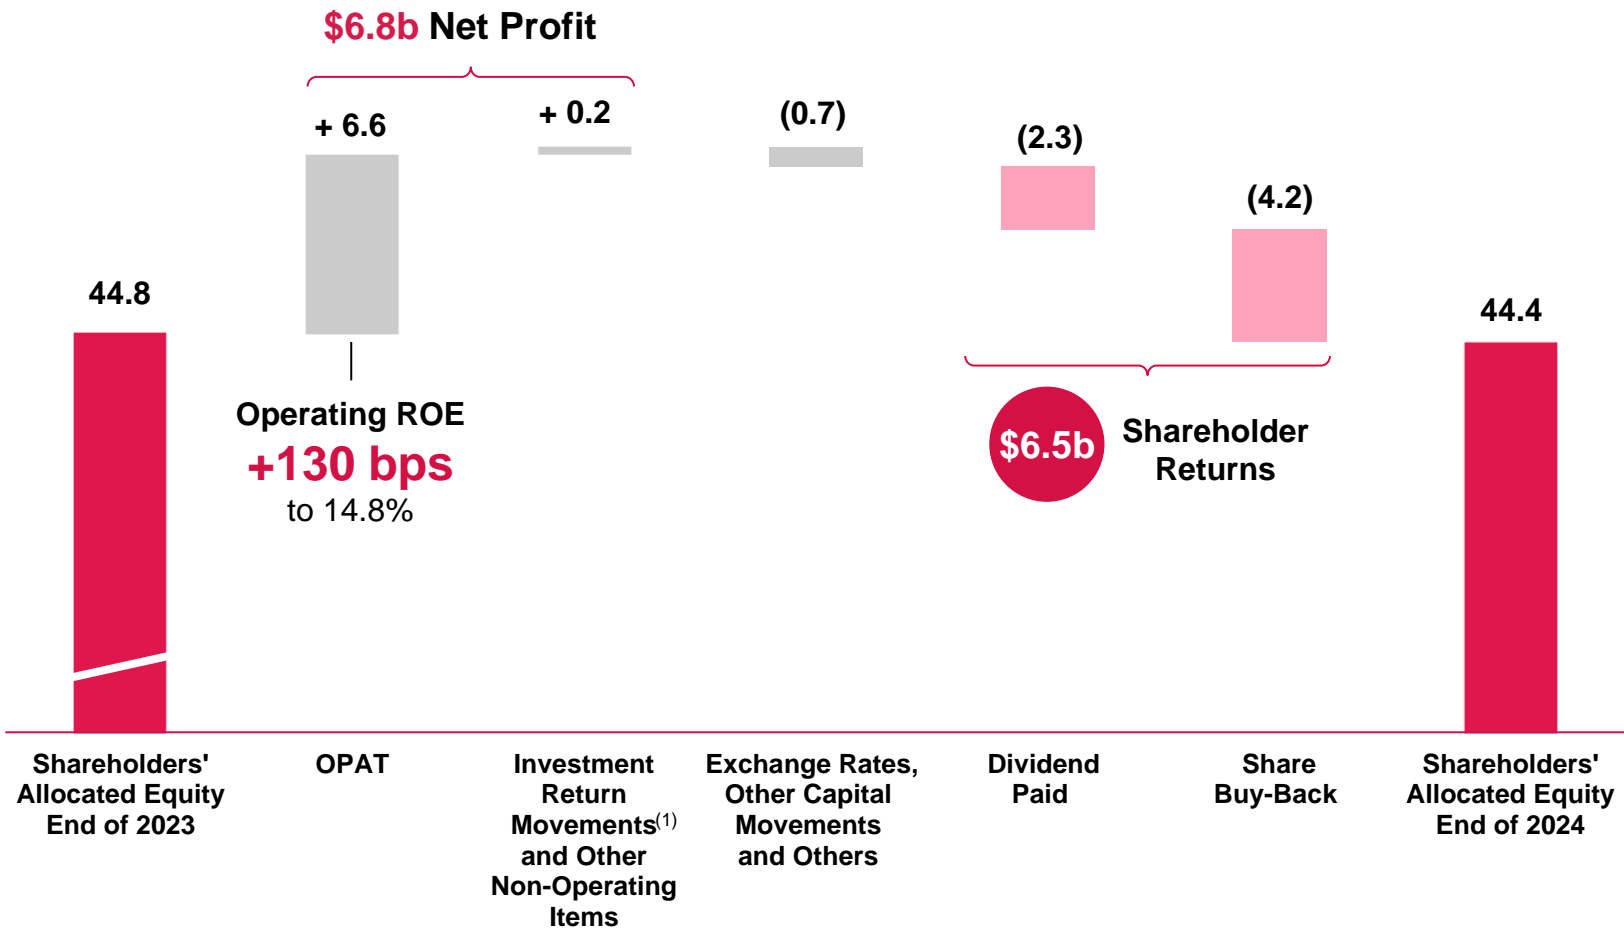 $6.8b Net Profit
+ 6.6
+ 0.2
(0.7)
(2.3)
(4.2)
44.8
44.4
Operating ROE
+130 bps
to 14.8%
$6.5b
Shareholder
Returns
Shareholders'
Allocated Equity
End of 2023
OPAT
Investment
Return
Movements(1)
and Other
Non-Operating
Items
Exchange Rates,
Other Capital
Movements
and Others
Dividend
Paid
Share
Buy-Back
Shareholders'
Allocated Equity
End of 2024